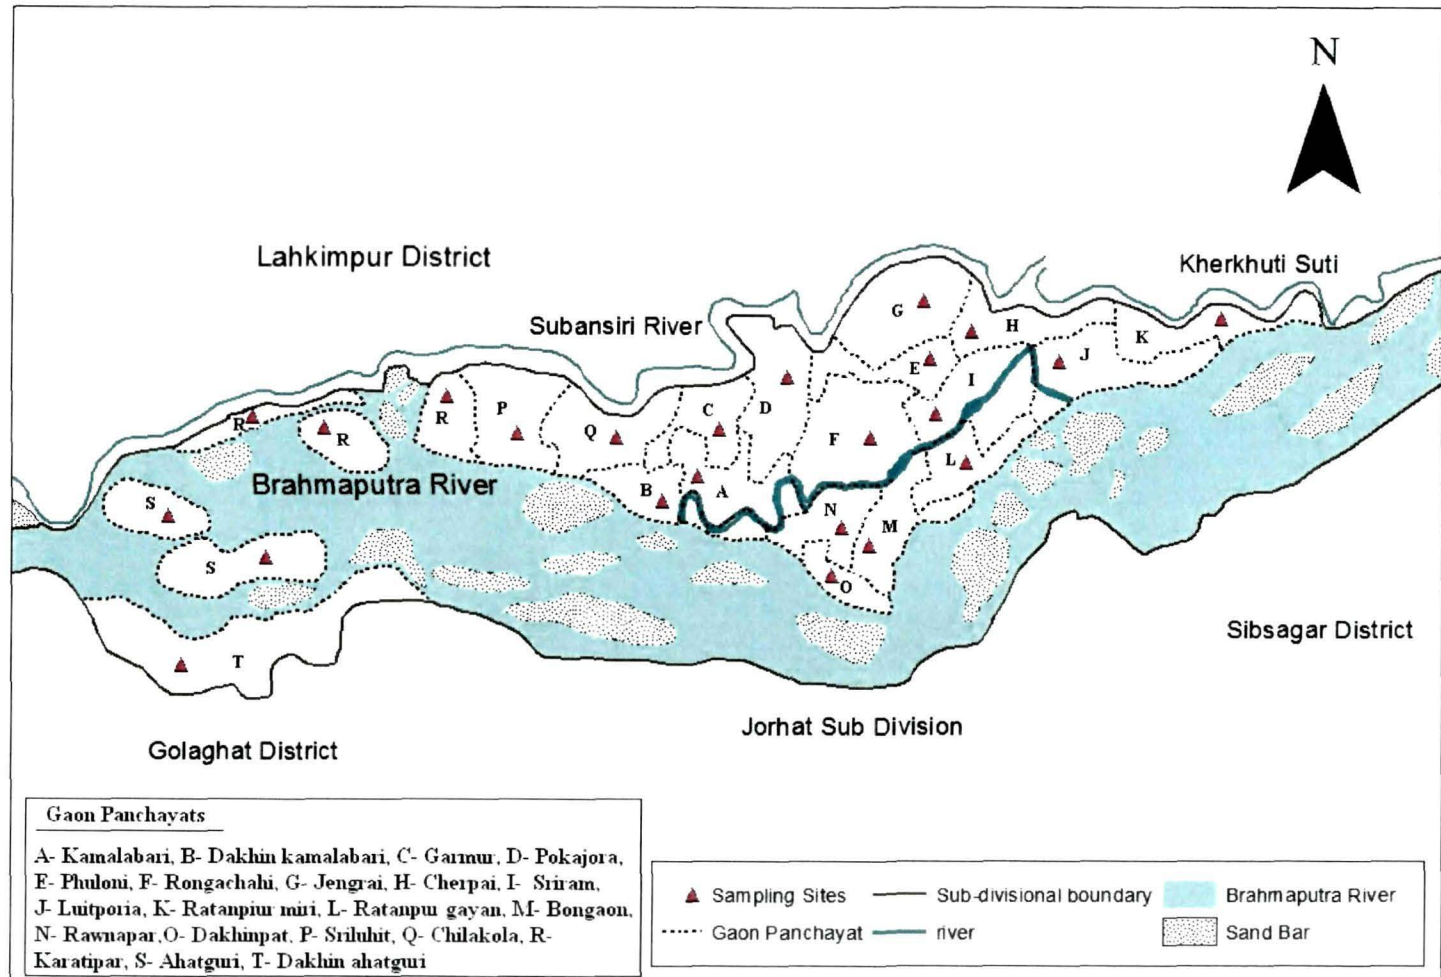 N
Lahkimpur District
Kherkhuti Suti
Subansiri River
G
H
K
E
J
I
R
P
C
D
R
R
Q
F
L
Brahmaputra River
B
A
S
N
M
S
O
T
Sibsagar District
Jorhat Sub Division
Golaghat District
Gaon Panchayats
A- Kamalabari, B- Dakhin kamalabari, C- Garmur, D- Pokajora,
E- Phuloni, F- Rongachahi, G- Jengrai, H- Cherpai, I- Sriram,
J- Luitporia, K- Ratanpiur miri, L- Ratanpur gayan, M- Bongaon,
N- Rawnapar,O- Dakhinpat, P- Sriluhit, Q- Chilakola, R-
Karatipar, S- Ahatguri, T- Dakhin ahatguri
Sampling Sites
Sub-divisional boundary
Brahmaputra River
Gaon Panchayat
river
Sand Bar